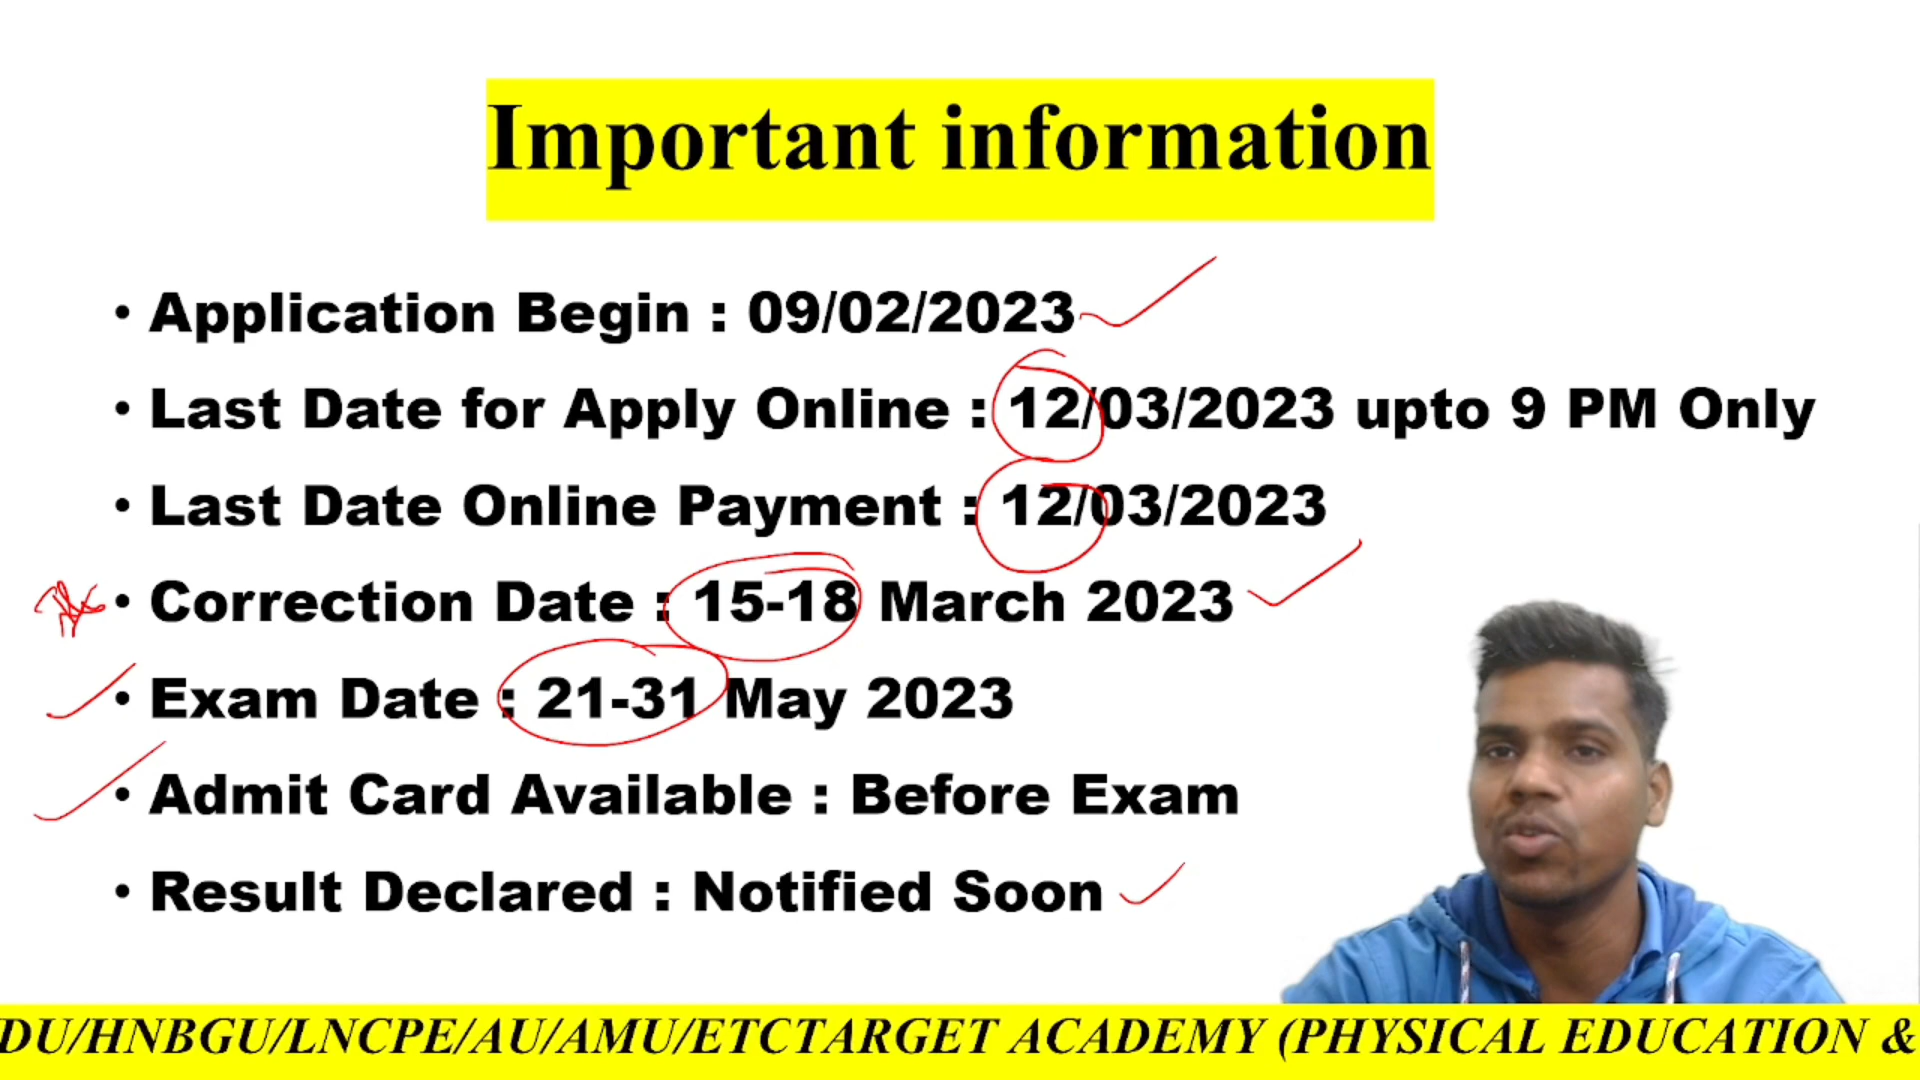 Important information
• Application Begin : 09/02/2023
• Last Date for Apply Online : 12/03/2023 upto 9 PM Only
• Last Date Online Payment : 12/03/2023
• Correction Date : 15-18 March 2023
• Exam Date : 21-31 May 2023
• Admit Card Available : Before Exam
• Result Declared : Notified Soon
DU/HNBGU/LNCPE/AU/AMU/ETCTARGET ACADEMY (PHYSICAL EDUCATION &